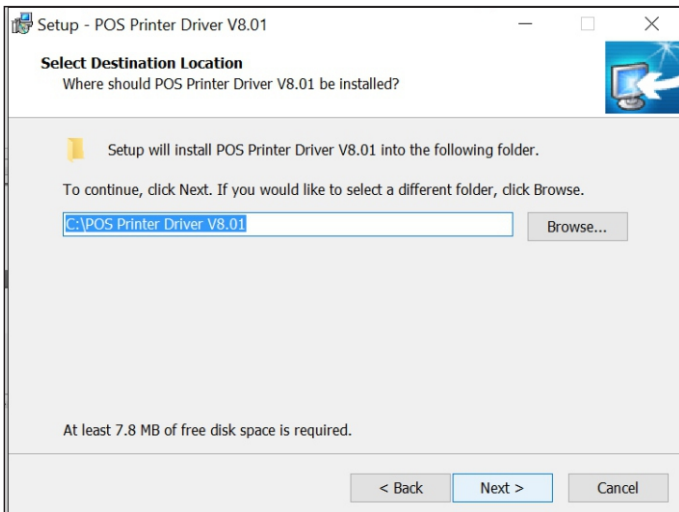 Setup - POS Printer Driver V8.01
Select Destination Location
Where should POS Printer Driver V8.01 be installed?
Setup will install POS Printer Driver V8.01 into the following folder.
To continue, click Next. If you would like to select a different folder, click Browse.
C:\POS Printer Driver V8.01
Browse...
At least 7.8 MB of free disk space is required.
< Back
Next >
Cancel